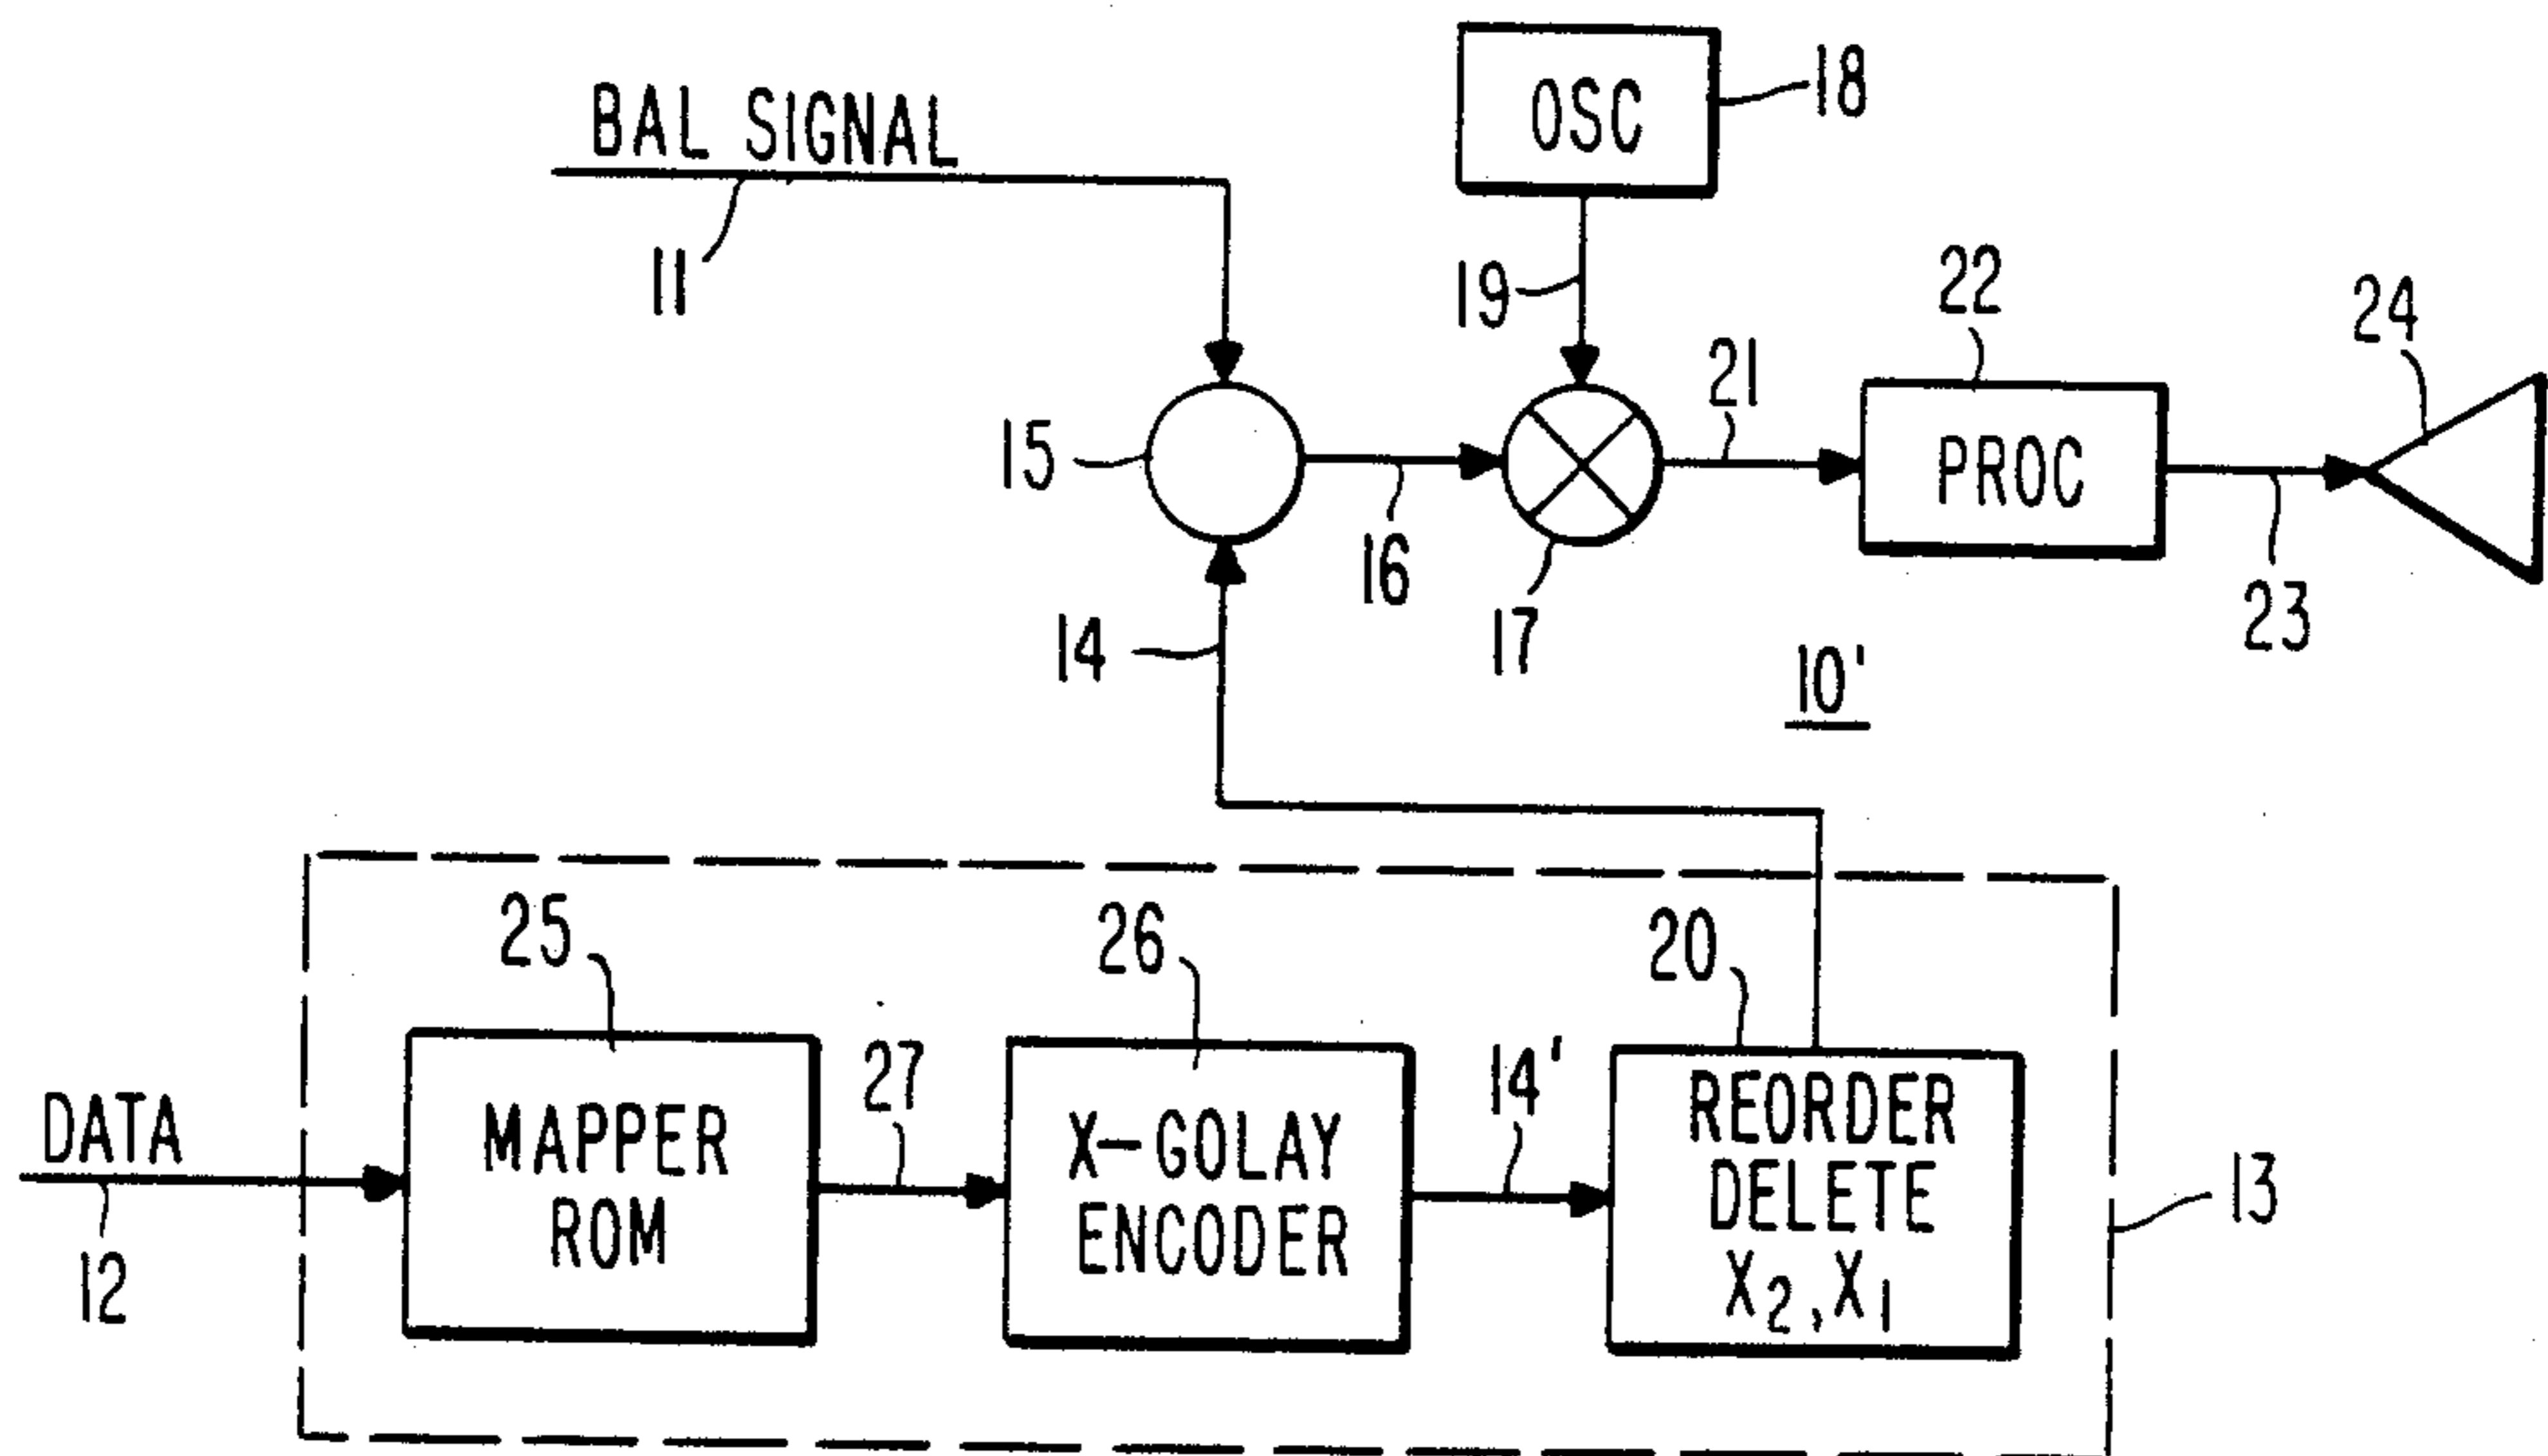 OSC
18
BAL SIGNAL
11
19
22
24
21
15
PROC
16
14
17
23
10'
25
26
20
27
14'
DATA
MAPPER
ROM
X-GOLAY
ENCODER
REORDER
DELETE
X₂, X₁
13
12